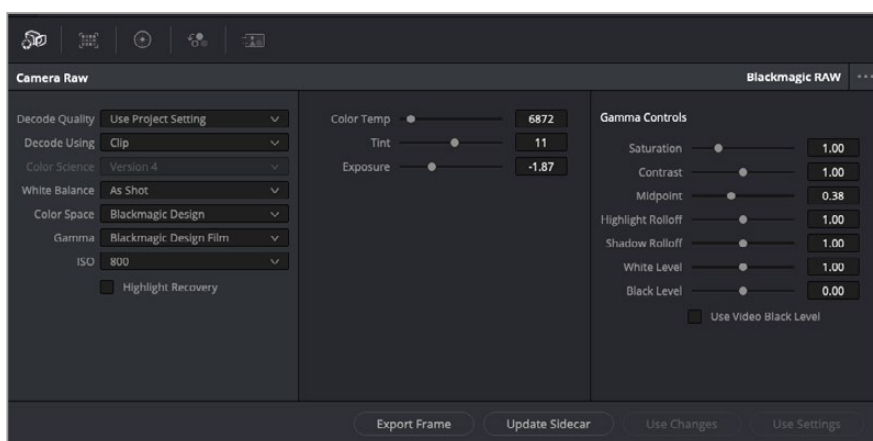 Camera Raw
Blackmagic RAW
Decode Quality Use Project Setting
Decode Using Clip
Color Science Version 4
White Balance As Shot
Color Space Blackmagic Design
Gamma Blackmagic Design Film
ISO 800
Highlight Recovery
Color Temp 6872
Tint 11
Exposure -1.87
Gamma Controls
Saturation 1.00
Contrast 1.00
Midpoint 0.38
Highlight Rolloff 1.00
Shadow Rolloff 1.00
White Level 1.00
Black Level 0.00
Use Video Black Level
Export Frame
Update Sidecar
Use Changes
Use Settings